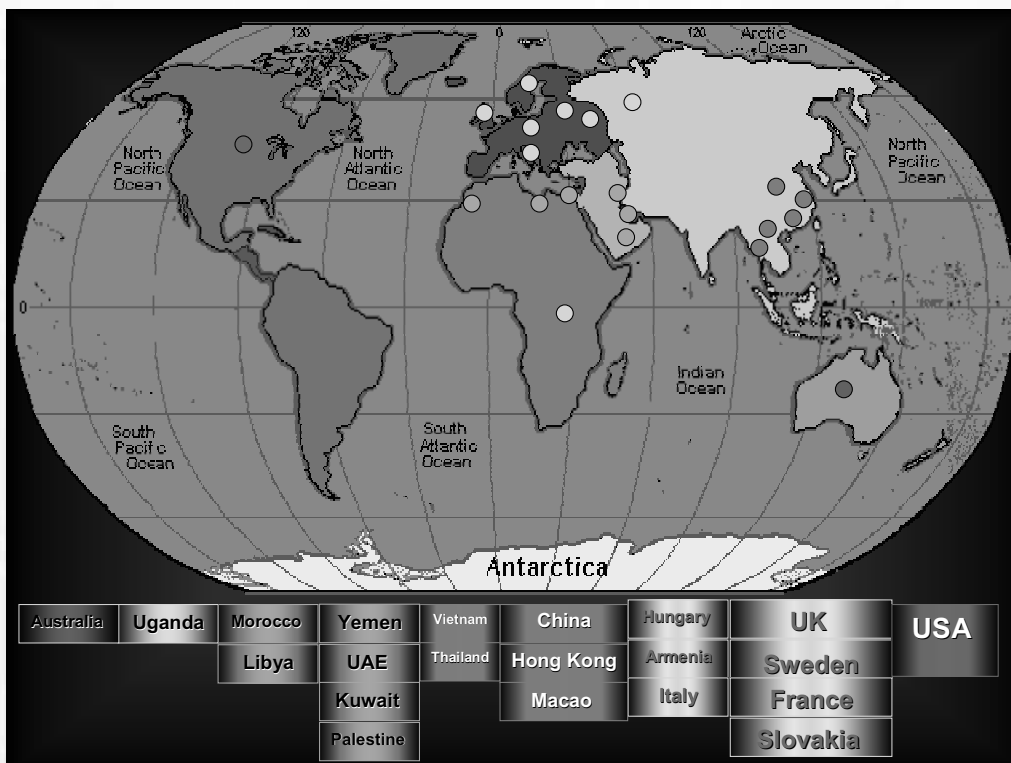 120
0
120
Arctic
Ocean
North
Pacific
Ocean
North
Atlantic
Ocean
North
Pacific
Ocean
0
Indian
Ocean
South
Pacific
Ocean
South
Atlantic
Ocean
Antarctica
Australia
Uganda
Morocco
Libya
Yemen
UAE
Kuwait
Palestine
Vietnam
Thailand
China
Hong Kong
Macao
Hungary
Armenia
Italy
UK
Sweden
France
Slovakia
USA